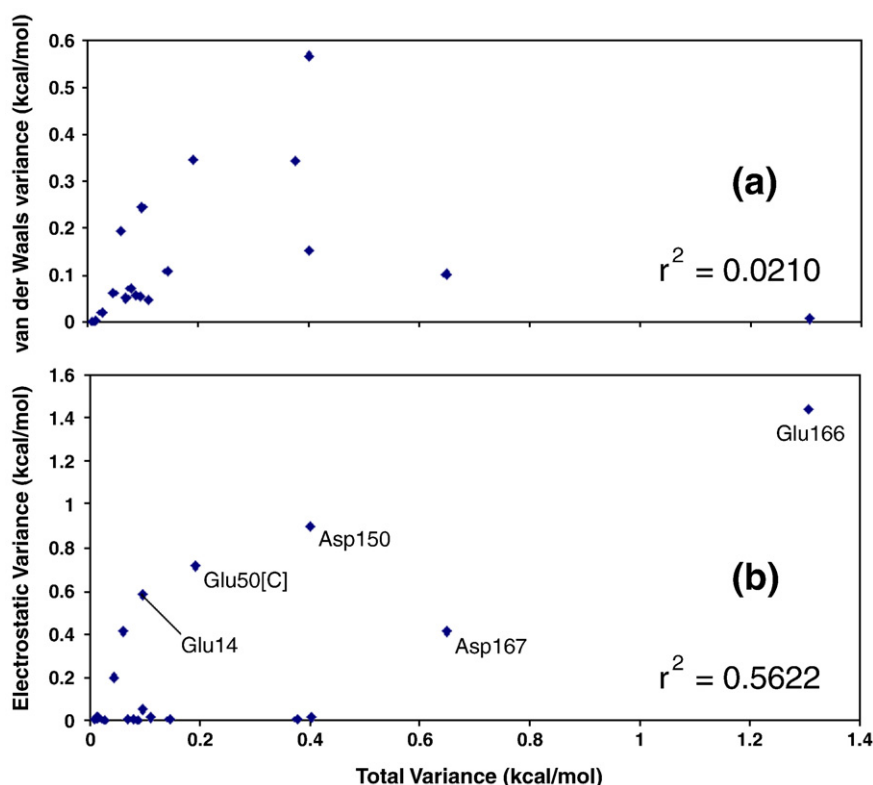 van der Waals variance (kcal/mol)
0.6
0.5
0.4
0.3
0.2
0.1
0
(a)
r² = 0.0210
Electrostatic Variance (kcal/mol)
1.6
1.4
1.2
1
0.8
0.6
0.4
0.2
0
Glu166
Asp150
Glu50[C]
Glu14
Asp167
(b)
r² = 0.5622
0 0.2 0.4 0.6 0.8 1 1.2 1.4
Total Variance (kcal/mol)